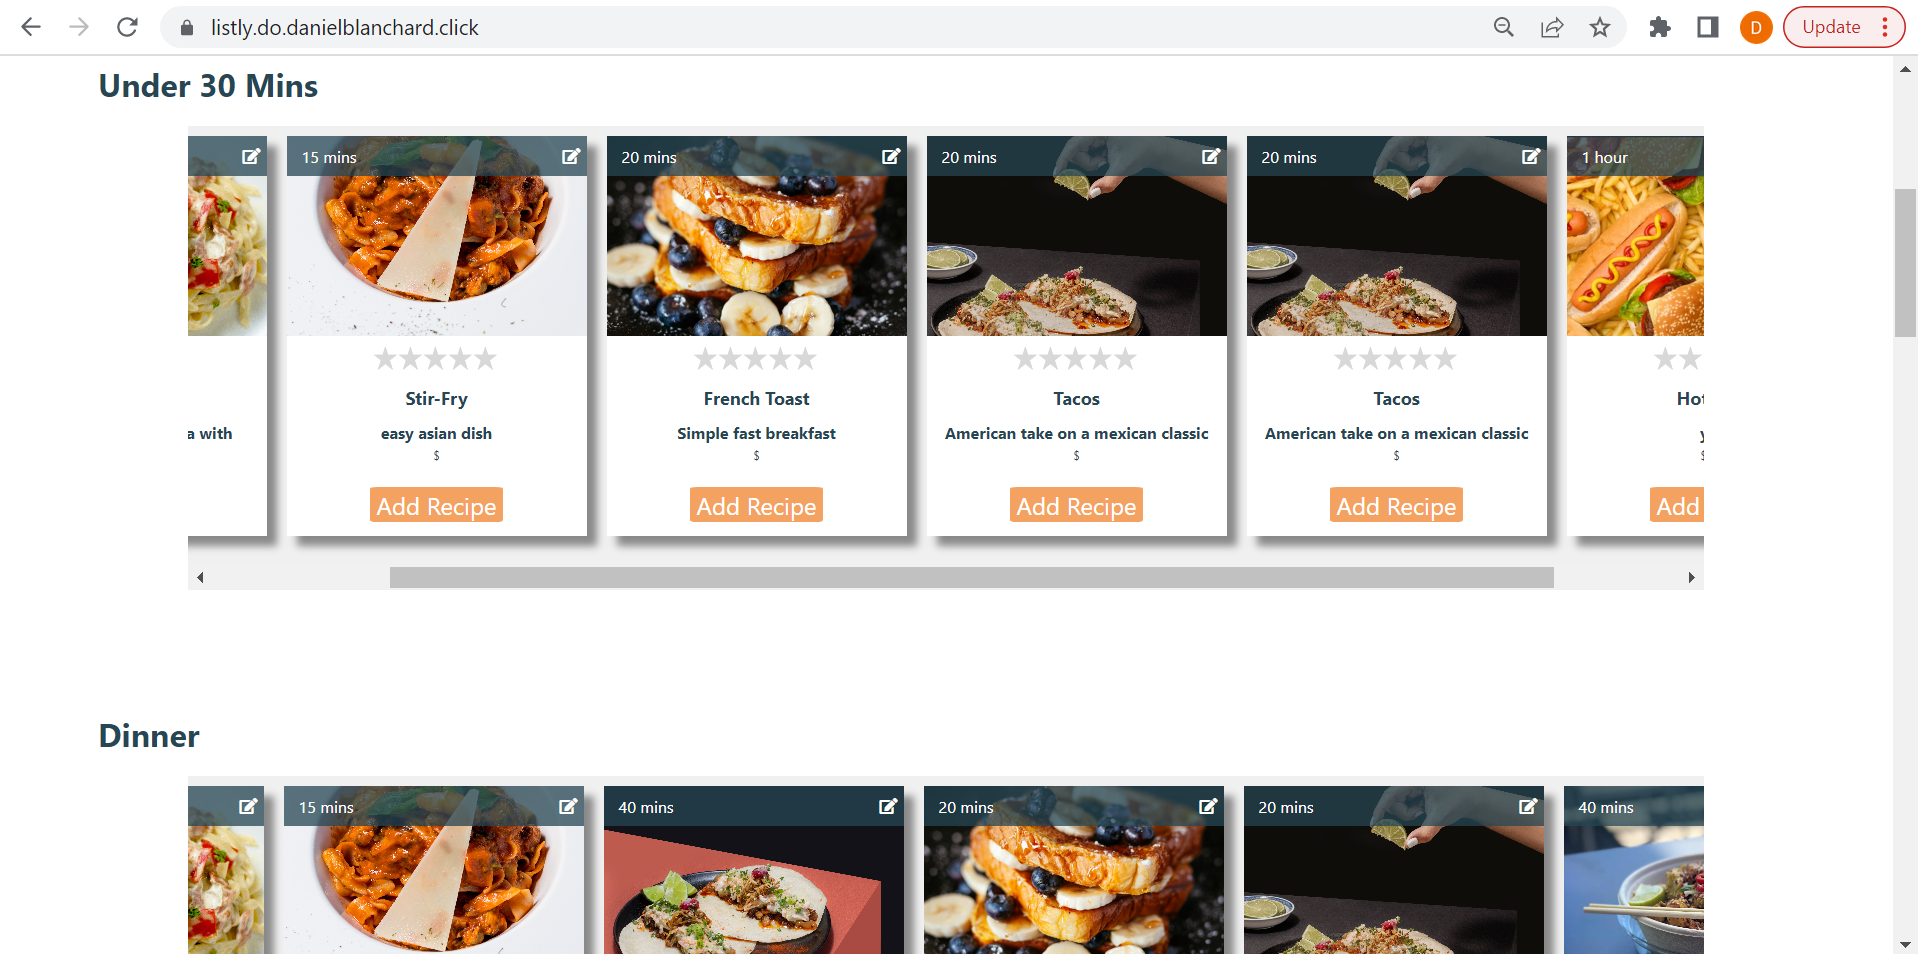 listly.do.danielblanchard.click
D
Update
Under 30 Mins
15 mins
20 mins
20 mins
20 mins
1 hour
Stir-Fry
French Toast
Tacos
Tacos
Hot
a with
easy asian dish
Simple fast breakfast
American take on a mexican classic
American take on a mexican classic
$
$
$
$
$
Add Recipe
Add Recipe
Add Recipe
Add Recipe
Add
Dinner
15 mins
40 mins
20 mins
20 mins
40 mins